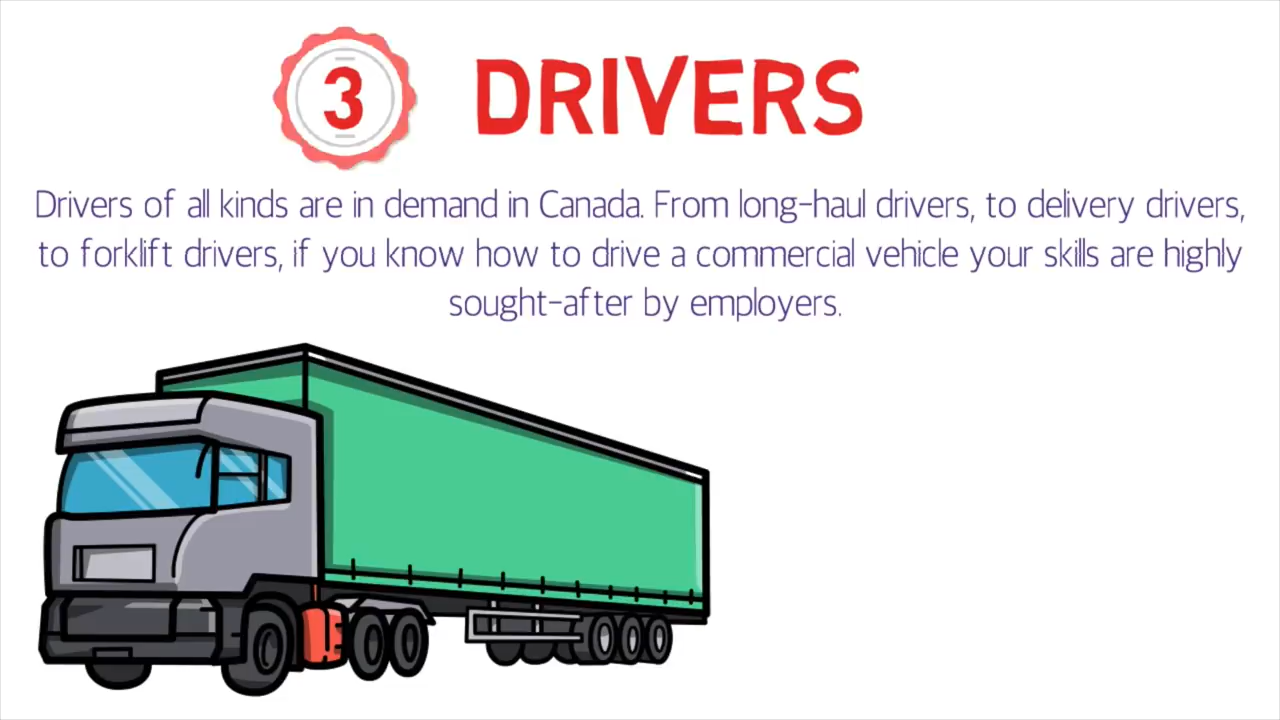 3 DRIVERS
Drivers of all kinds are in demand in Canada. From long-haul drivers, to delivery drivers,
to forklift drivers, if you know how to drive a commercial vehicle your skills are highly
sought-after by employers.